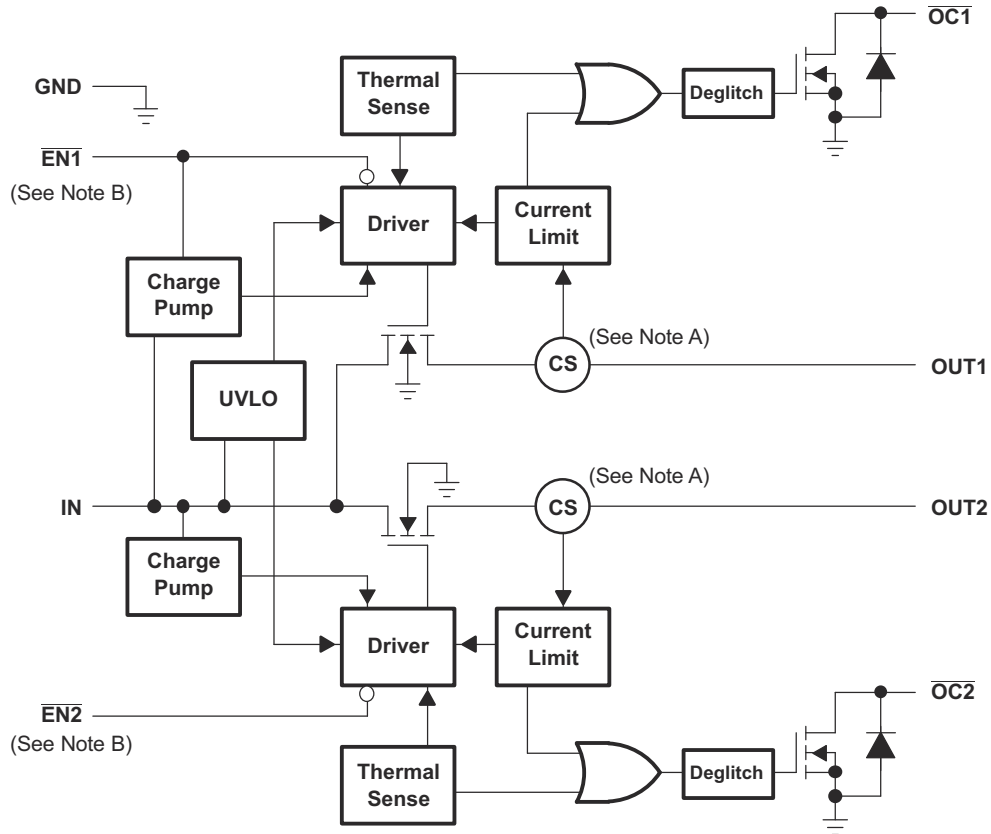 OC1
Thermal
Sense
GND
Deglitch
EN1
(See Note B)
Driver
Current
Limit
Charge
Pump
(See Note A)
CS
OUT1
UVLO
(See Note A)
IN
CS
OUT2
Charge
Pump
Driver
Current
Limit
EN2
(See Note B)
OC2
Thermal
Sense
Deglitch